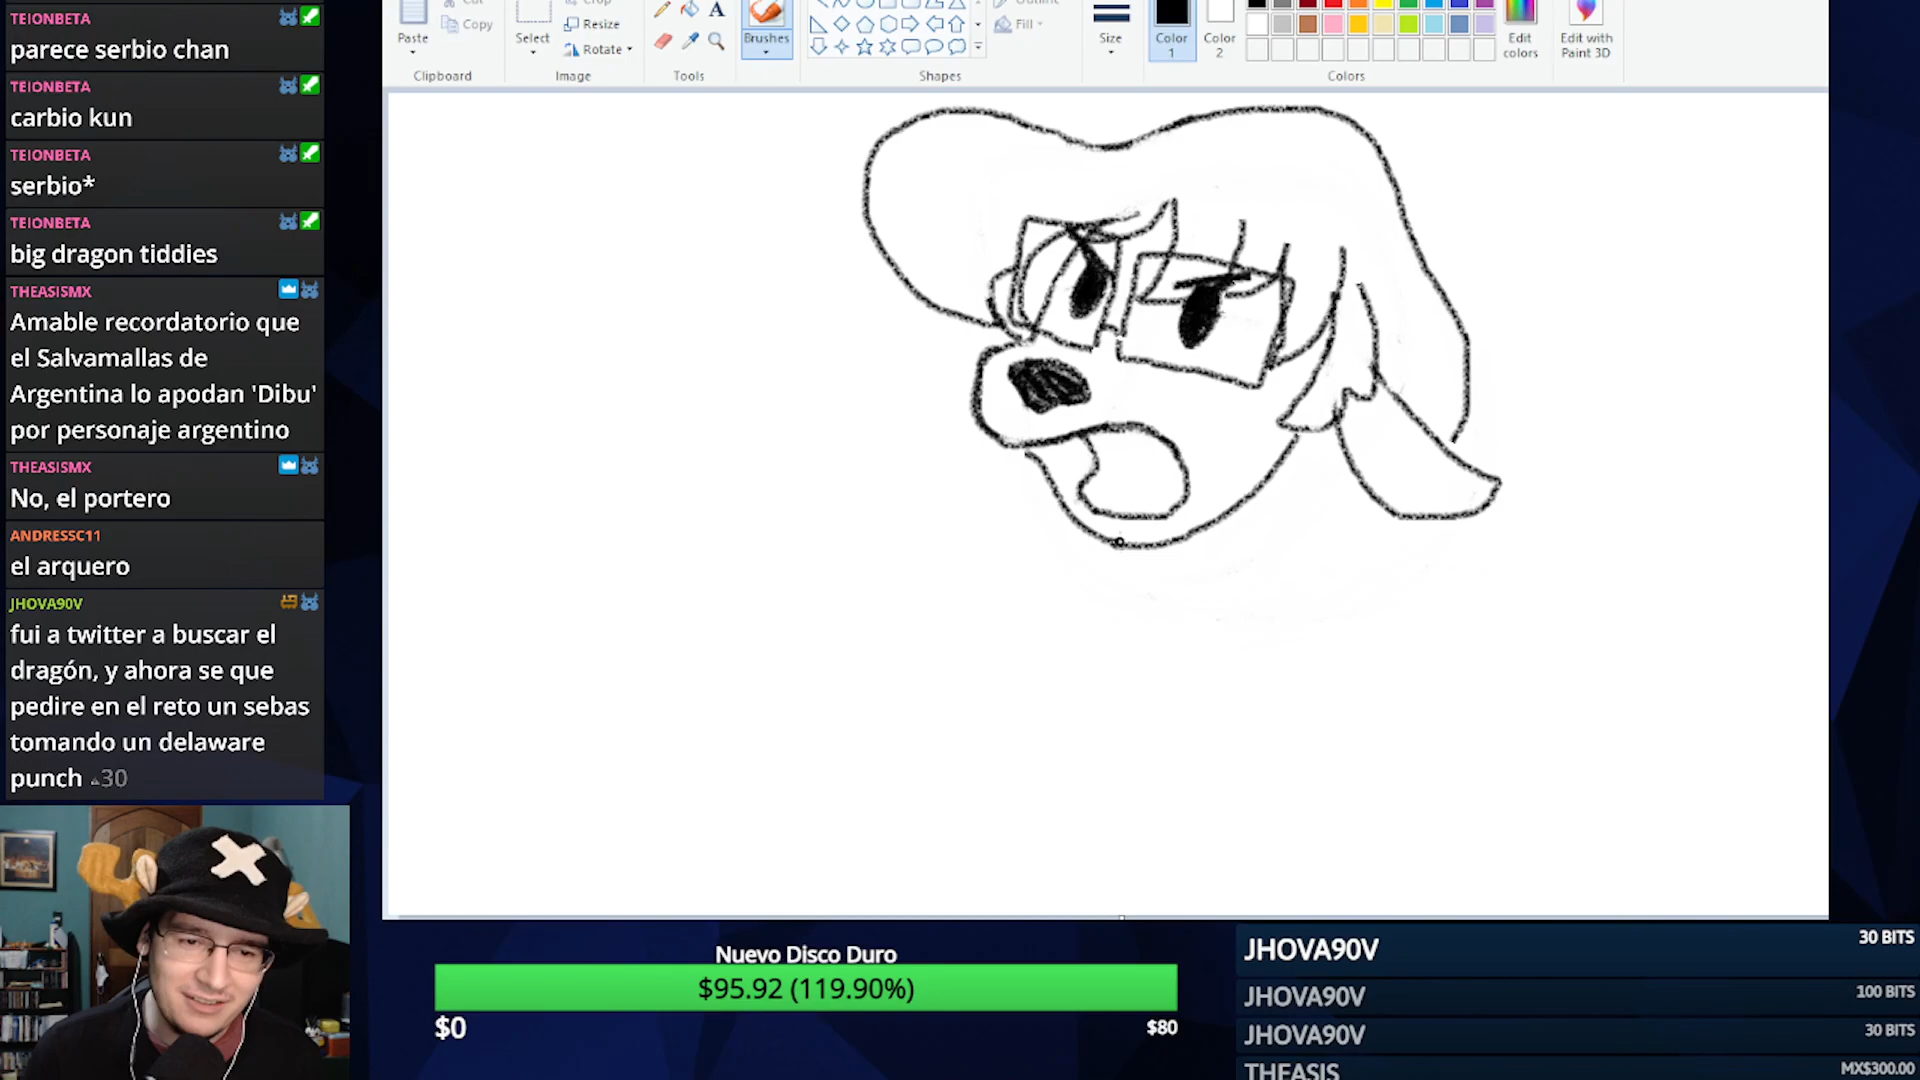 TEIONBETA
parece serbio chan
TEIONBETA
carbio kun
TEIONBETA
serbio*
TEIONBETA
big dragon tiddies
THEASISMX
Amable recordatorio que
el Salvamallas de
Argentina lo apodan 'Dibu'
por personaje argentino
THEASISMX
No, el portero
ANDRESSC11
el arquero
JHOVA90V
fui a twitter a buscar el
dragón, y ahora se que
pedire en el reto un sebas
tomando un delaware
punch 30
Paste
Cut
Copy
Clipboard
Select
Crop
Resize
Rotate
Image
A
Tools
Brushes
Outline
Fill
Shapes
Size
Color
1
Color
2
Edit
colors
Edit with
Paint 3D
Colors
Nuevo Disco Duro
$95.92 (119.90%)
$0
$80
JHOVA90V
30 BITS
JHOVA90V
100 BITS
JHOVA90V
30 BITS
THEASIS
MX$300.00